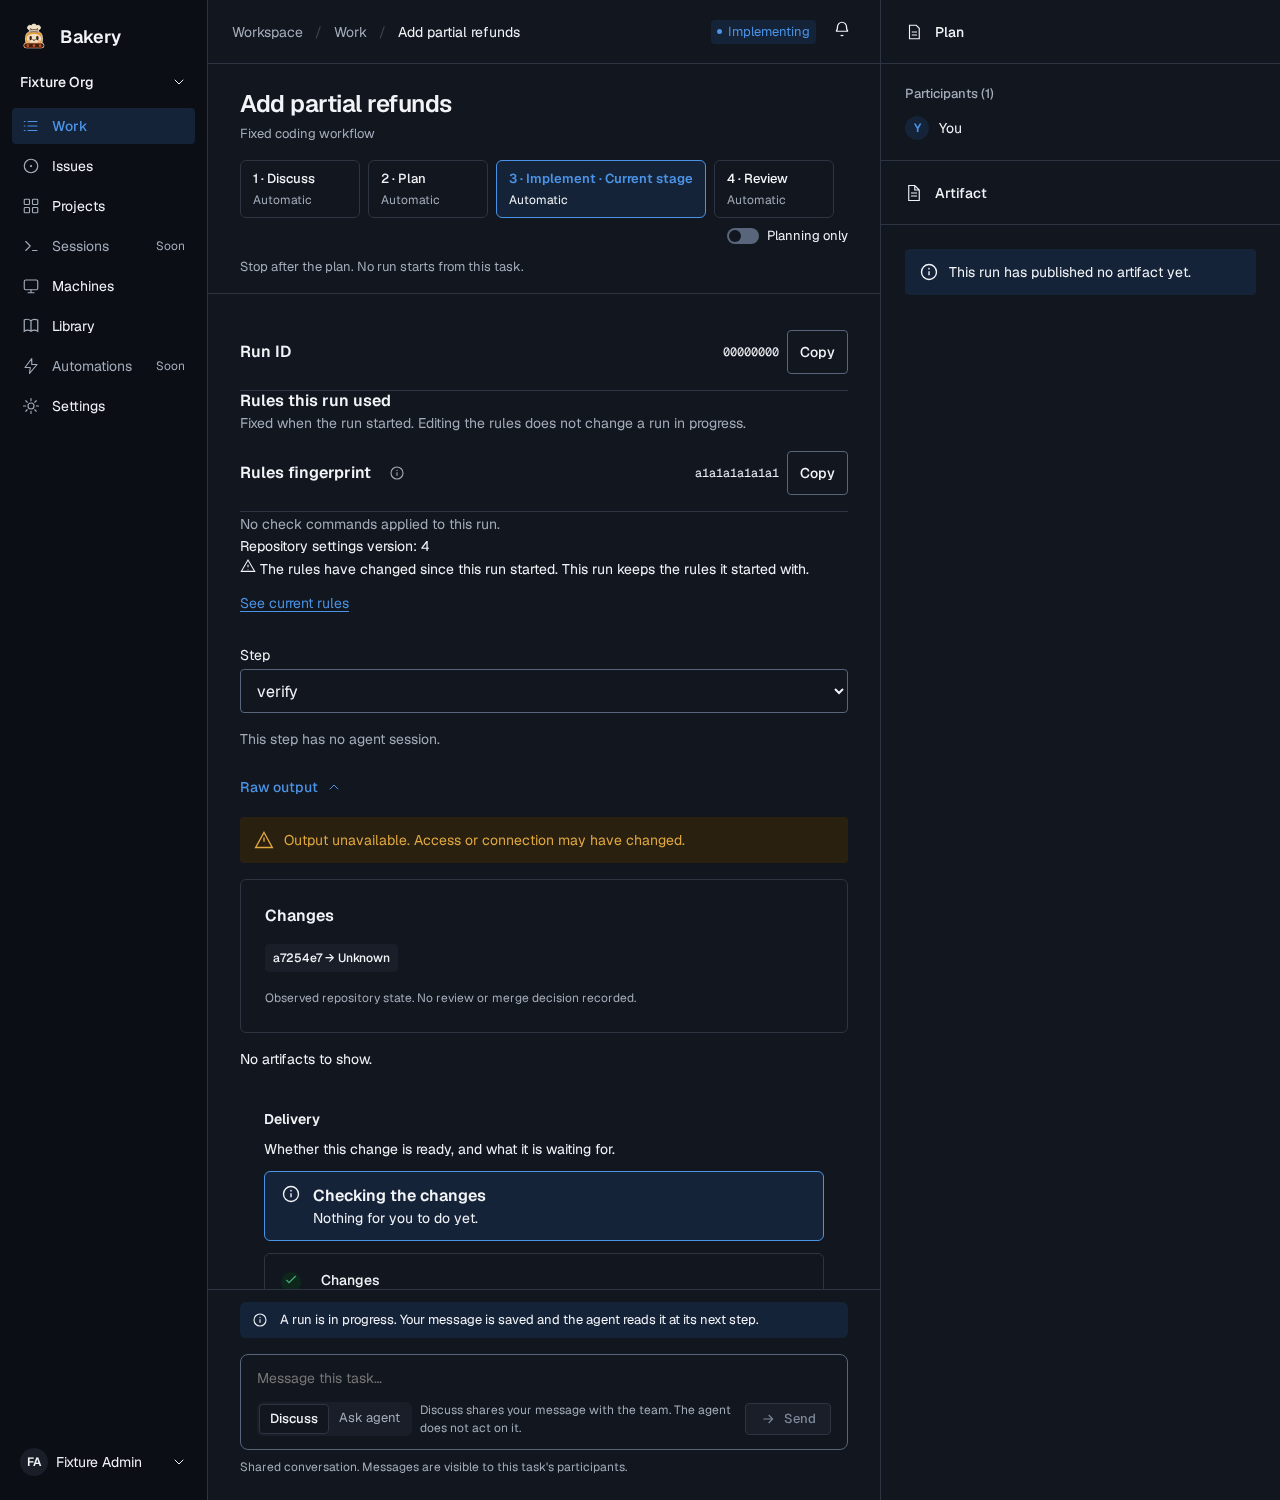 Bakery
Fixture Org
Work
Issues
Projects
Sessions Soon
Machines
Library
Automations Soon
Settings
FA Fixture Admin
Workspace / Work / Add partial refunds
Implementing
Add partial refunds
Fixed coding workflow
1 · Discuss
Automatic
2 · Plan
Automatic
3 · Implement · Current stage
Automatic
4 · Review
Automatic
Planning only
Stop after the plan. No run starts from this task.
Run ID 00000000 Copy
Rules this run used
Fixed when the run started. Editing the rules does not change a run in progress.
Rules fingerprint a1a1a1a1a1a1 Copy
No check commands applied to this run.
Repository settings version: 4
The rules have changed since this run started. This run keeps the rules it started with.
See current rules
Step
verify
This step has no agent session.
Raw output
Output unavailable. Access or connection may have changed.
Changes
a7254e7 → Unknown
Observed repository state. No review or merge decision recorded.
No artifacts to show.
Delivery
Whether this change is ready, and what it is waiting for.
Checking the changes
Nothing for you to do yet.
Changes
A run is in progress. Your message is saved and the agent reads it at its next step.
Message this task...
Discuss Ask agent
Discuss shares your message with the team. The agent
does not act on it.
→ Send
Shared conversation. Messages are visible to this task's participants.
Plan
Participants (1)
Y You
Artifact
This run has published no artifact yet.